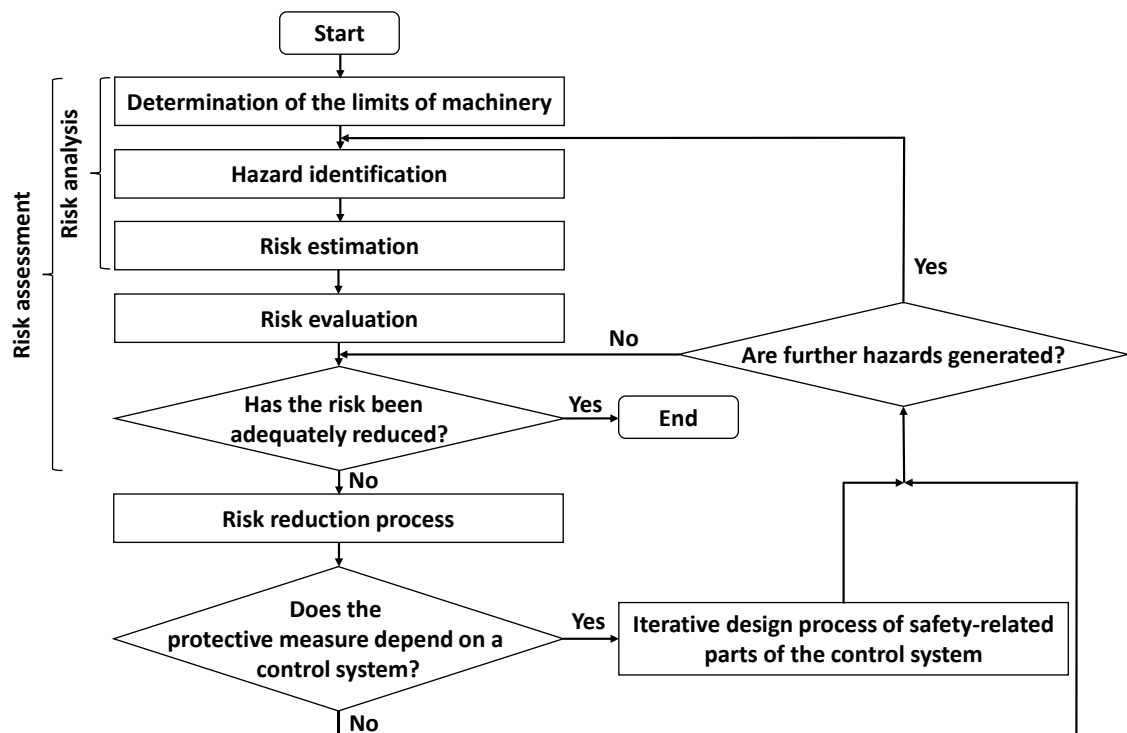 Start
Risk assessment
Risk analysis
Determination of the limits of machinery
Hazard identification
Risk estimation
Yes
Risk evaluation
No
Are further hazards generated?
Has the risk been
adequately reduced?
Yes
End
No
Risk reduction process
Does the
protective measure depend on a
control system?
Yes
Iterative design process of safety-related
parts of the control system
No